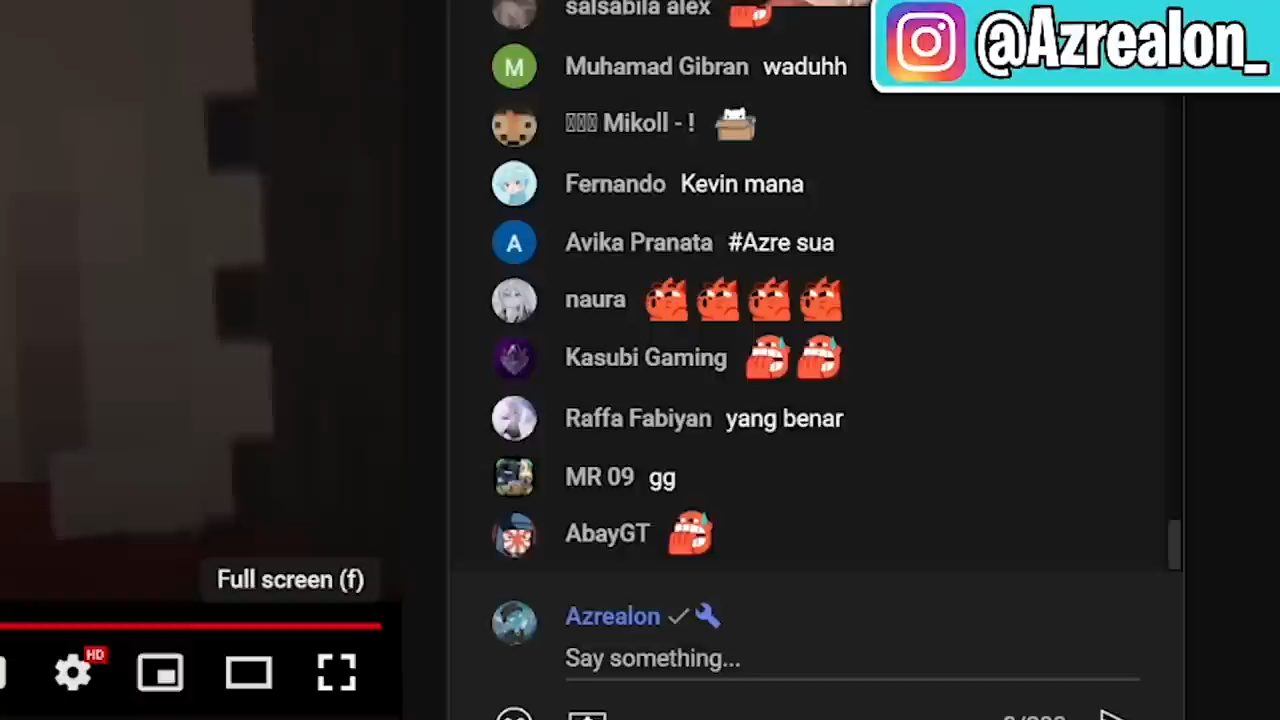 salsabila alex
@Azrealon_
M Muhamad Gibran waduhh
Mikoll - !
Fernando Kevin mana
A Avika Pranata #Azre sua
naura
Kasubi Gaming
Raffa Fabiyan yang benar
MR 09 gg
AbayGT
Full screen (f)
Azrealon
HD
Say something...